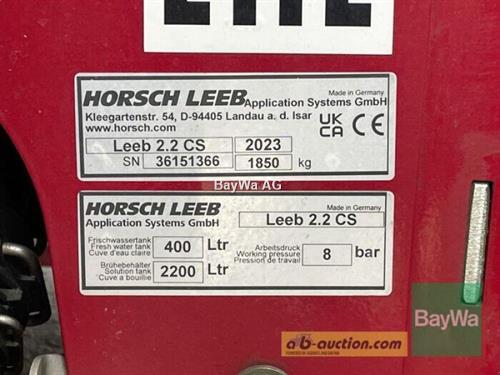 HORSCH LEEB Application Systems GmbH
Made in Germany
Kleegartenstr. 54, D-94405 Landau a. d. Isar
www.horsch.com
UK CA CE
Leeb 2.2 CS 2023
SN 36151366 1850 kg
BayWa AG
HORSCH LEEB
Application Systems GmbH
Made in Germany
Leeb 2.2 CS
Frischwassertank
Fresh water tank
Cuve d'eau claire
400 Ltr
Arbeitsdruck
Working pressure
Pression de travail
8 bar
Brühebehälter
Solution tank
Cuve a bouillie
2200 Ltr
BayWa
ab-auction.com